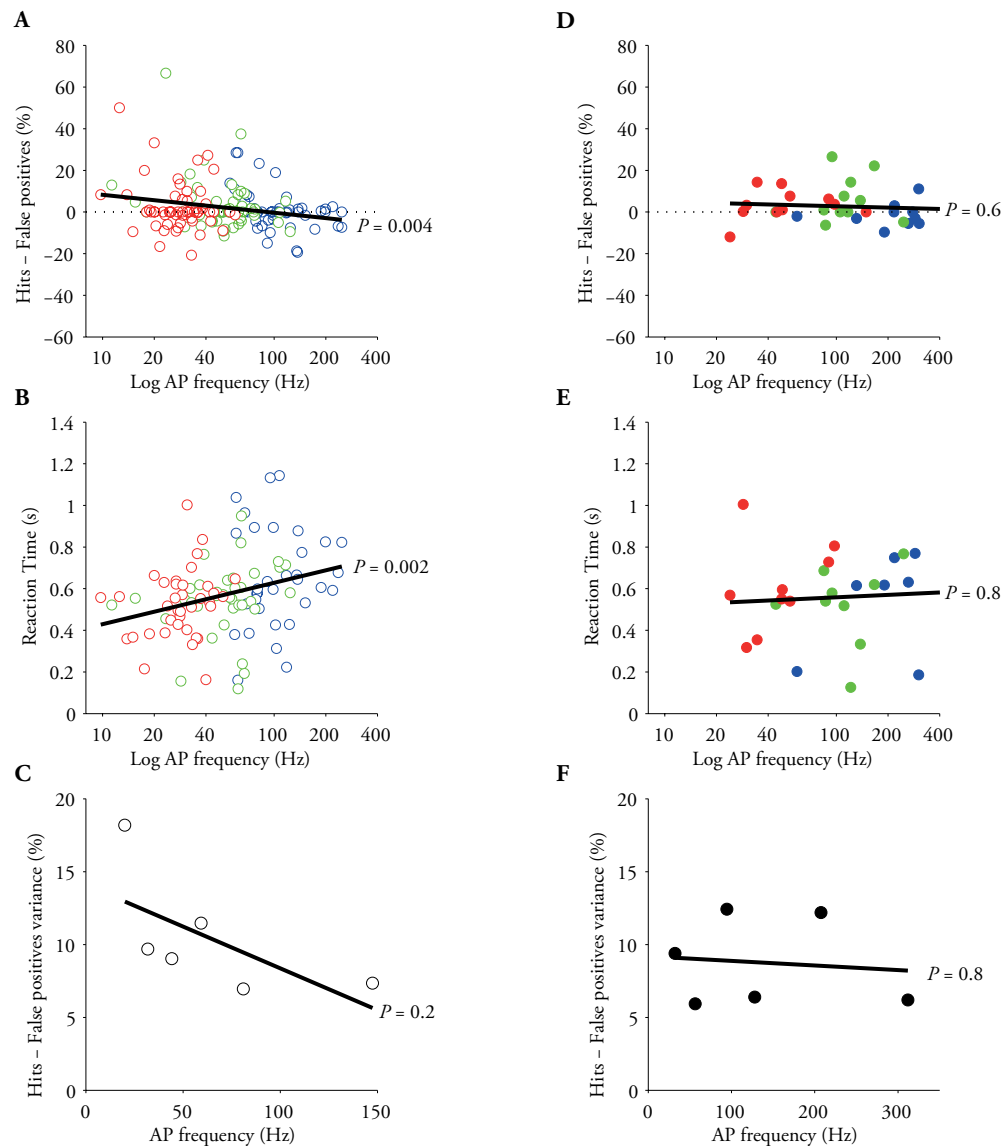 A
Hits – False positives (%)
80
60
40
20
0
–20
–40
–60
P = 0.004
10 20 40 100 200 400
Log AP frequency (Hz)
D
Hits – False positives (%)
80
60
40
20
0
–20
–40
–60
P = 0.6
10 20 40 100 200 400
Log AP frequency (Hz)
B
Reaction Time (s)
1.4
1.2
1
0.8
0.6
0.4
0.2
0
P = 0.002
10 20 40 100 200 400
Log AP frequency (Hz)
E
Reaction Time (s)
1.4
1.2
1
0.8
0.6
0.4
0.2
0
P = 0.8
10 20 40 100 200 400
Log AP frequency (Hz)
C
Hits – False positives variance (%)
20
15
10
5
0
P = 0.2
0 50 100 150
AP frequency (Hz)
F
Hits – False positives variance (%)
20
15
10
5
0
P = 0.8
0 100 200 300
AP frequency (Hz)